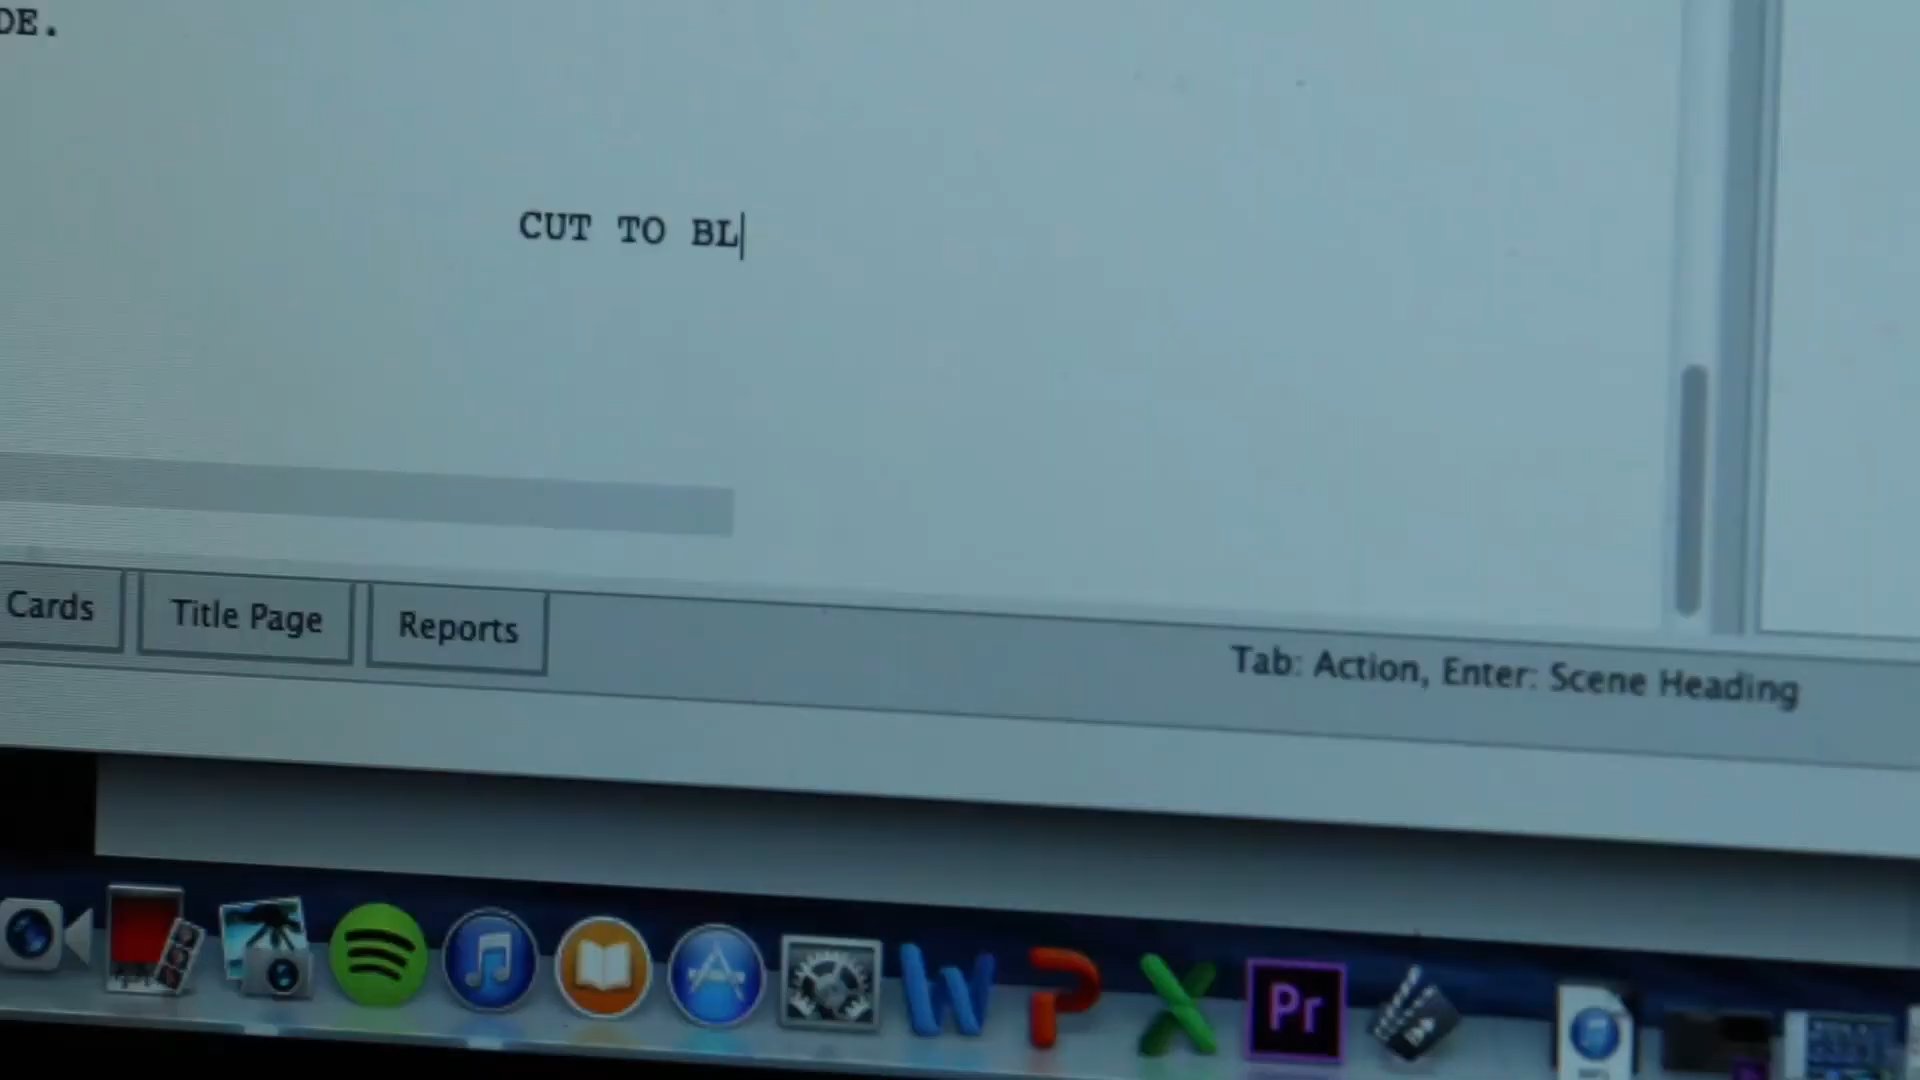 DE.
CUT TO BL
Cards
Title Page
Reports
Tab: Action, Enter: Scene Heading
Pr